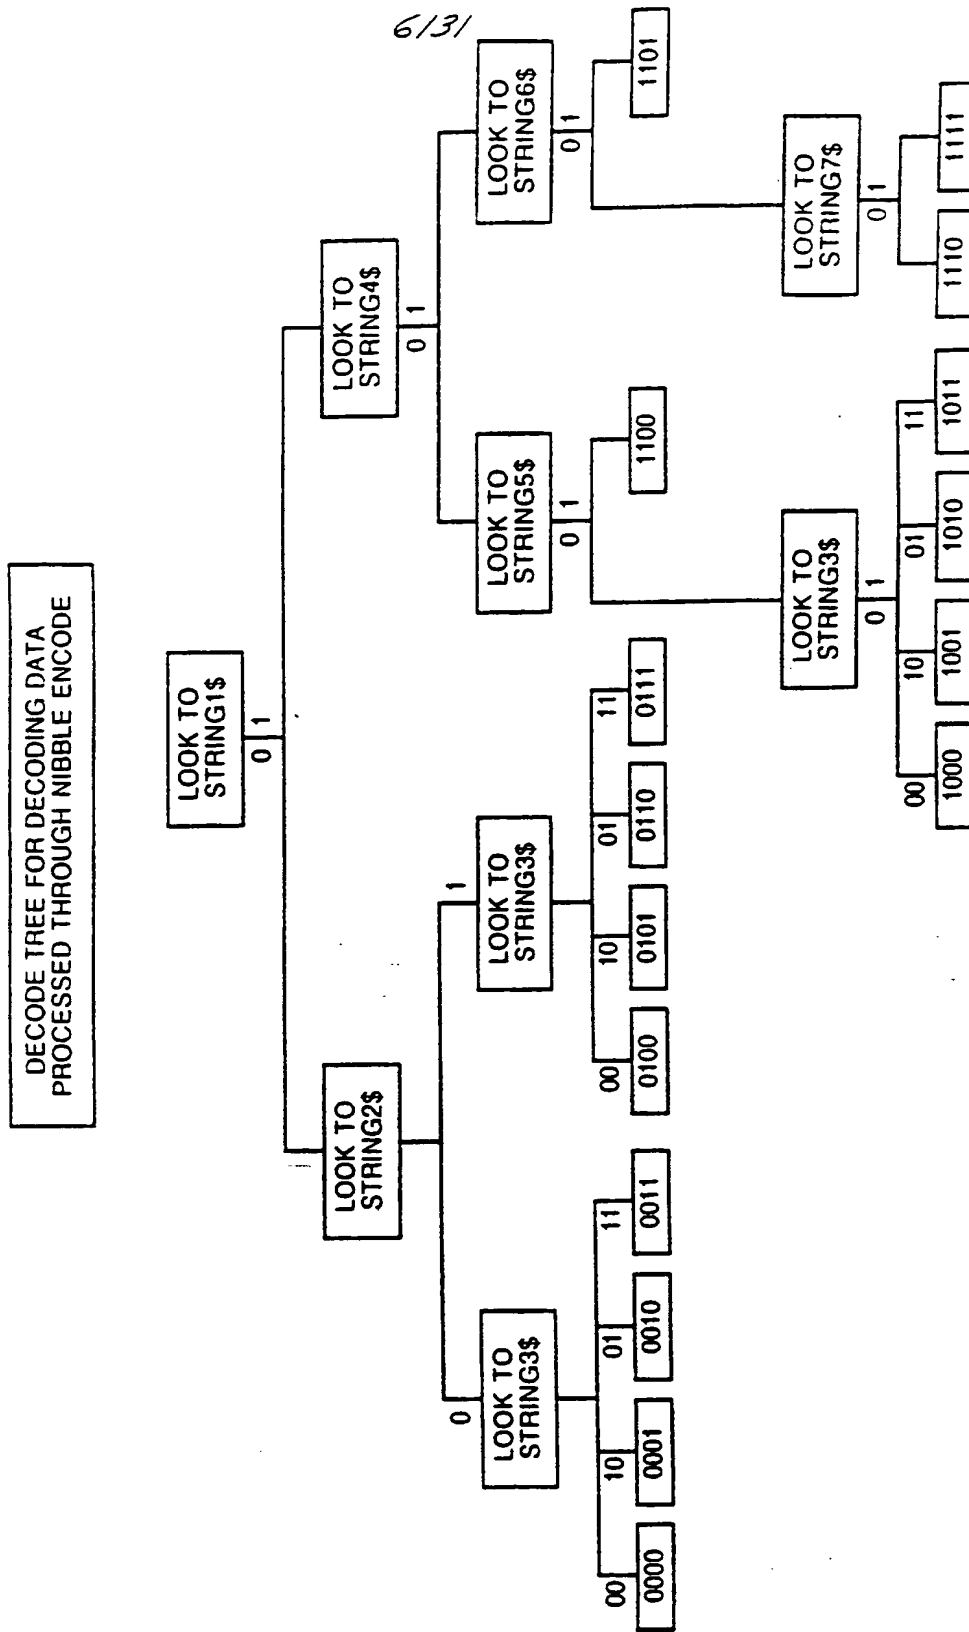 6/31
DECODE TREE FOR DECODING DATA
PROCESSED THROUGH NIBBLE ENCODE
LOOK TO
STRING1$
0 1
LOOK TO
STRING2$
LOOK TO
STRING4$
0 1
0
1
LOOK TO
STRING3$
LOOK TO
STRING3$
LOOK TO
STRING5$
0 1
LOOK TO
STRING6$
0 1
00
10
01
11
0000
0001
0010
0011
00
10
01
11
0100
0101
0110
0111
1100
1101
LOOK TO
STRING3$
0 1
LOOK TO
STRING7$
0 1
00
10
01
11
1000
1001
1010
1011
1110
1111